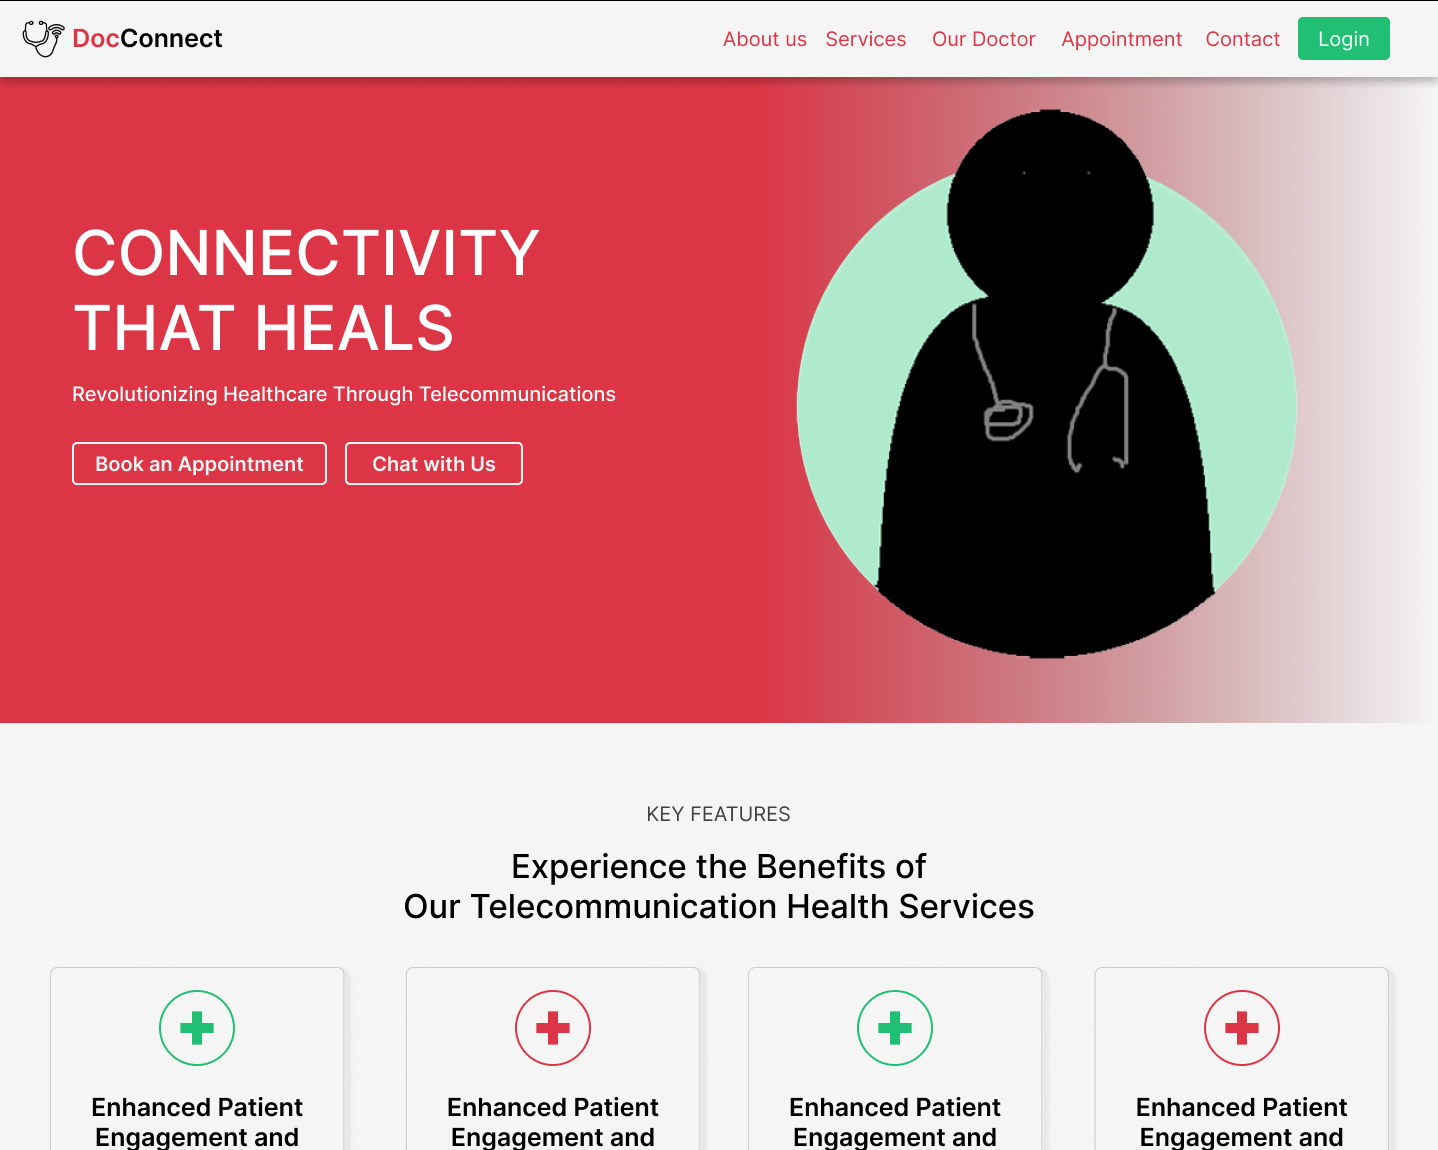 DocConnect
About us Services Our Doctor Appointment Contact Login
CONNECTIVITY
THAT HEALS
Revolutionizing Healthcare Through Telecommunications
Book an Appointment Chat with Us
KEY FEATURES
Experience the Benefits of
Our Telecommunication Health Services
Enhanced Patient
Engagement and
Enhanced Patient
Engagement and
Enhanced Patient
Engagement and
Enhanced Patient
Engagement and